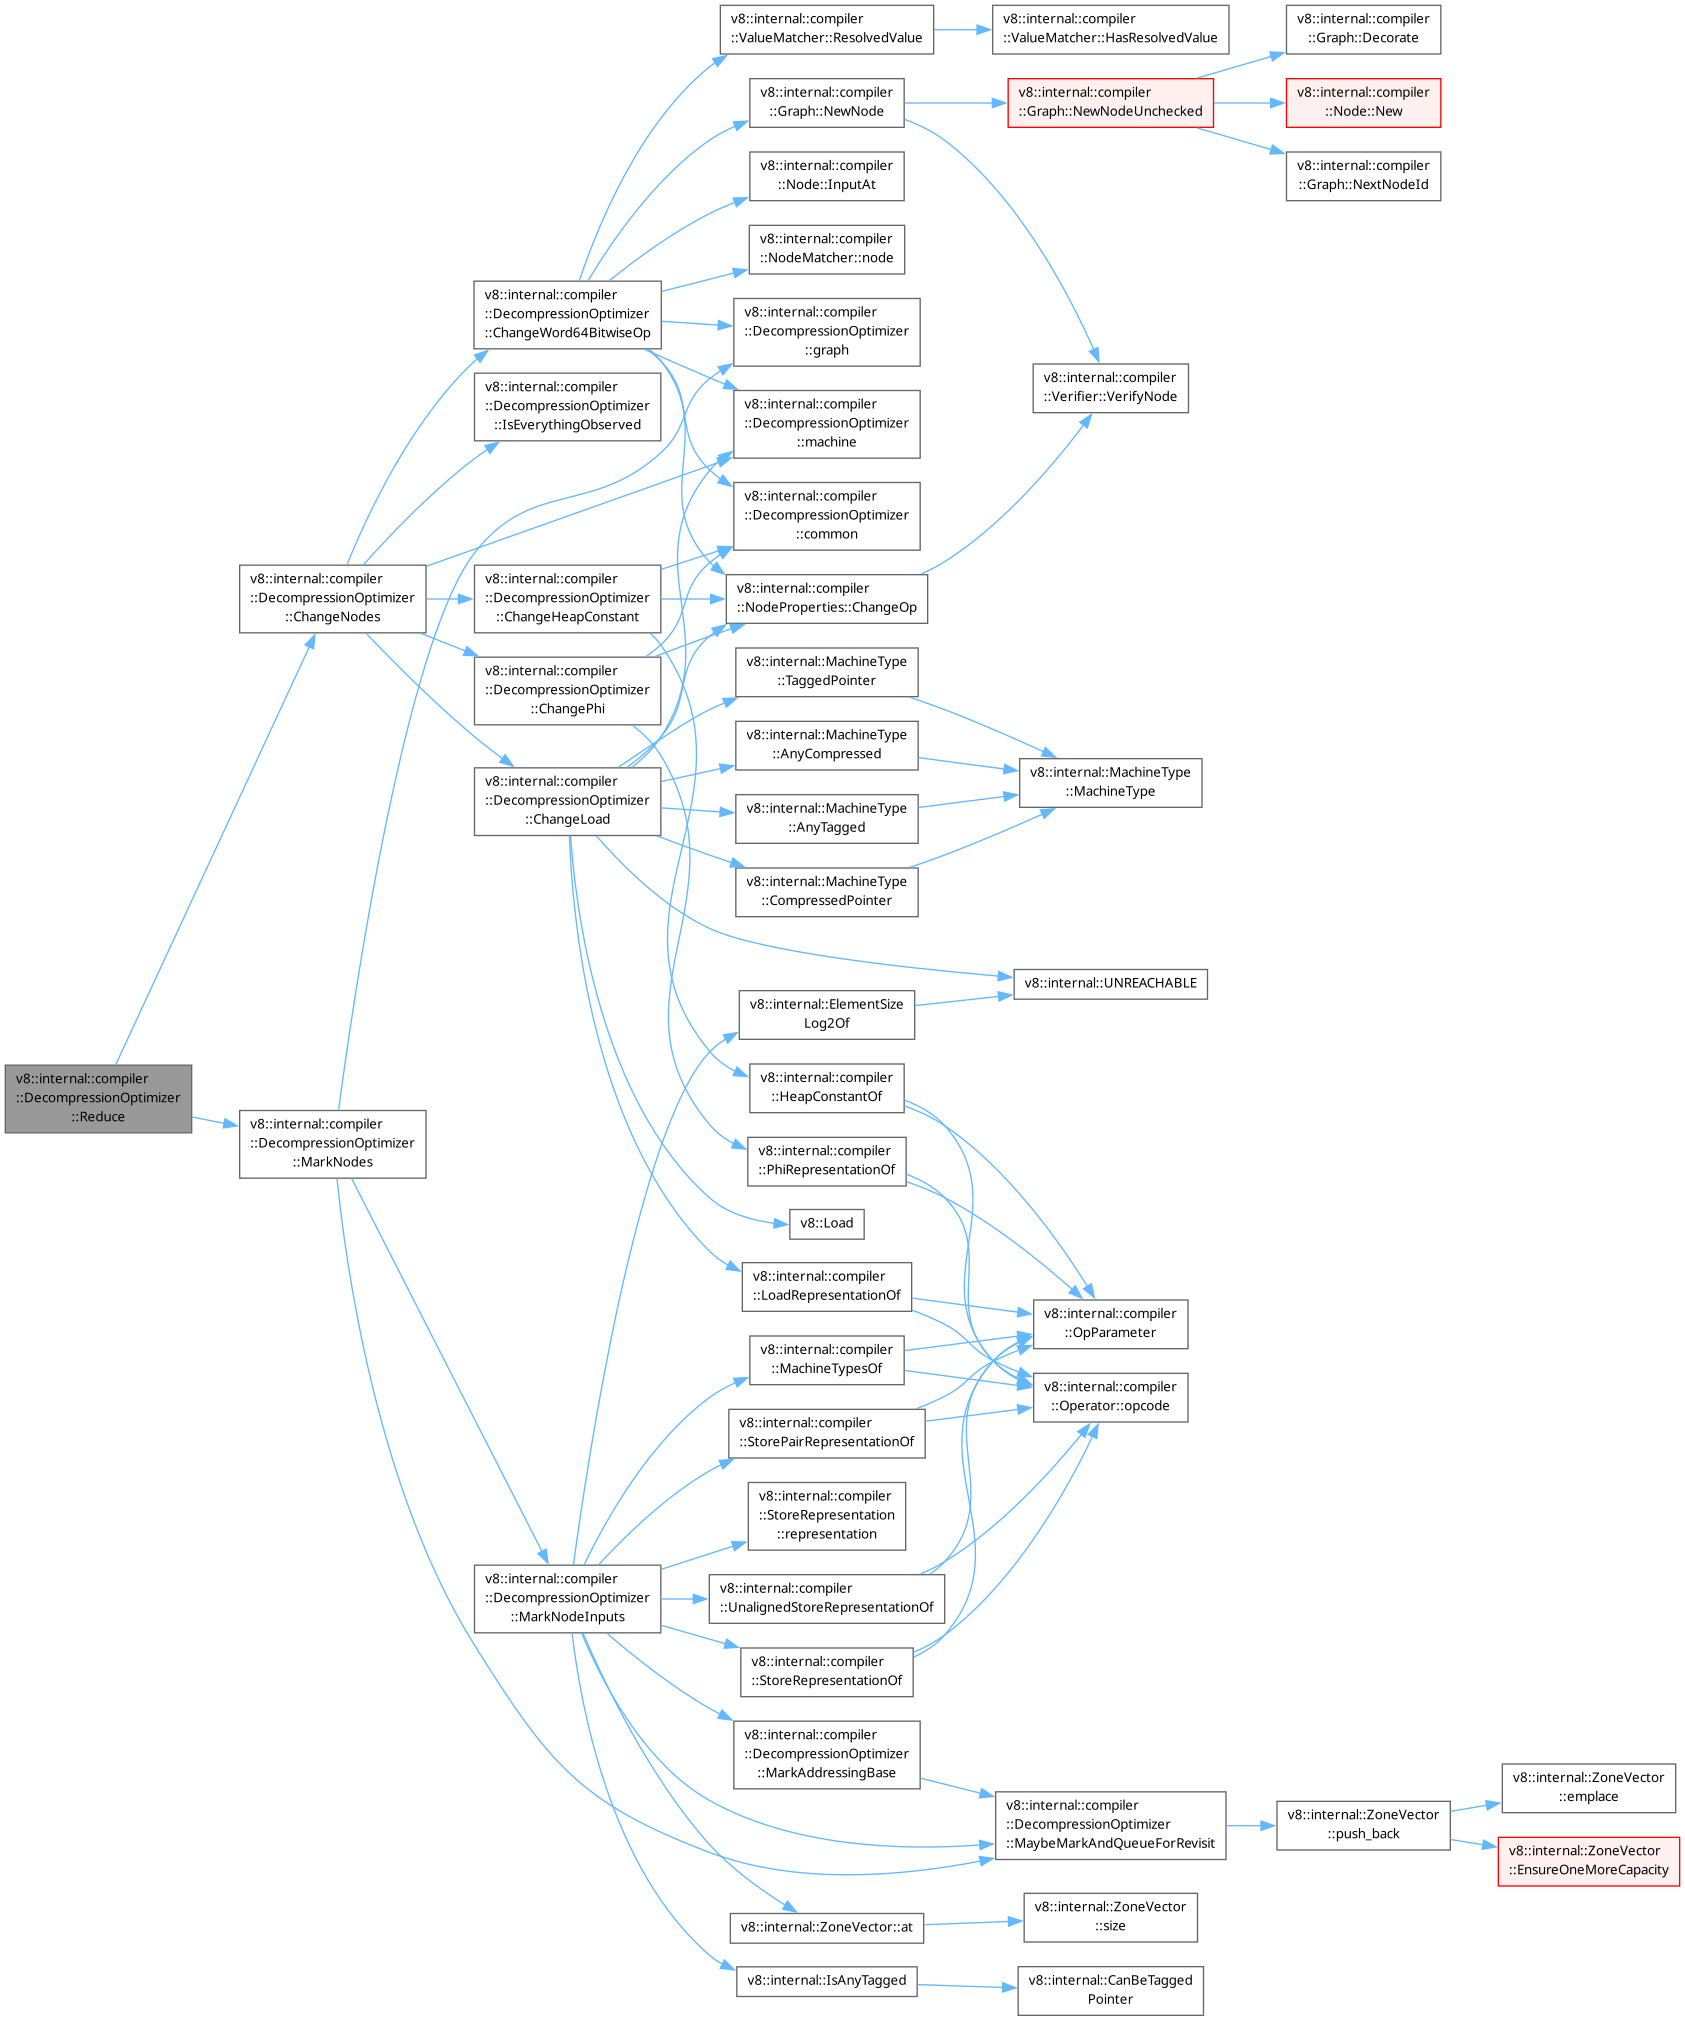 v8::internal::compiler
::ValueMatcher::ResolvedValue
v8::internal::compiler
::ValueMatcher::HasResolvedValue
v8::internal::compiler
::Graph::Decorate
v8::internal::compiler
::Graph::NewNode
v8::internal::compiler
::Graph::NewNodeUnchecked
v8::internal::compiler
::Node::New
v8::internal::compiler
::Node::InputAt
v8::internal::compiler
::Graph::NextNodeId
v8::internal::compiler
::NodeMatcher::node
v8::internal::compiler
::DecompressionOptimizer
::ChangeWord64BitwiseOp
v8::internal::compiler
::DecompressionOptimizer
::graph
v8::internal::compiler
::DecompressionOptimizer
::IsEverythingObserved
v8::internal::compiler
::DecompressionOptimizer
::machine
v8::internal::compiler
::Verifier::VerifyNode
v8::internal::compiler
::DecompressionOptimizer
::common
v8::internal::compiler
::DecompressionOptimizer
::ChangeNodes
v8::internal::compiler
::DecompressionOptimizer
::ChangeHeapConstant
v8::internal::compiler
::NodeProperties::ChangeOp
v8::internal::compiler
::DecompressionOptimizer
::ChangePhi
v8::internal::MachineType
::TaggedPointer
v8::internal::MachineType
::AnyCompressed
v8::internal::MachineType
::MachineType
v8::internal::compiler
::DecompressionOptimizer
::ChangeLoad
v8::internal::MachineType
::AnyTagged
v8::internal::MachineType
::CompressedPointer
v8::internal::UNREACHABLE
v8::internal::ElementSize
Log2Of
v8::internal::compiler
::DecompressionOptimizer
::Reduce
v8::internal::compiler
::HeapConstantOf
v8::internal::compiler
::DecompressionOptimizer
::MarkNodes
v8::internal::compiler
::PhiRepresentationOf
v8::Load
v8::internal::compiler
::LoadRepresentationOf
v8::internal::compiler
::OpParameter
v8::internal::compiler
::MachineTypesOf
v8::internal::compiler
::Operator::opcode
v8::internal::compiler
::StorePairRepresentationOf
v8::internal::compiler
::StoreRepresentation
::representation
v8::internal::compiler
::DecompressionOptimizer
::MarkNodeInputs
v8::internal::compiler
::UnalignedStoreRepresentationOf
v8::internal::compiler
::StoreRepresentationOf
v8::internal::compiler
::DecompressionOptimizer
::MarkAddressingBase
v8::internal::compiler
::DecompressionOptimizer
::MaybeMarkAndQueueForRevisit
v8::internal::ZoneVector
::push_back
v8::internal::ZoneVector
::emplace
v8::internal::ZoneVector
::EnsureOneMoreCapacity
v8::internal::ZoneVector::at
v8::internal::ZoneVector
::size
v8::internal::IsAnyTagged
v8::internal::CanBeTagged
Pointer